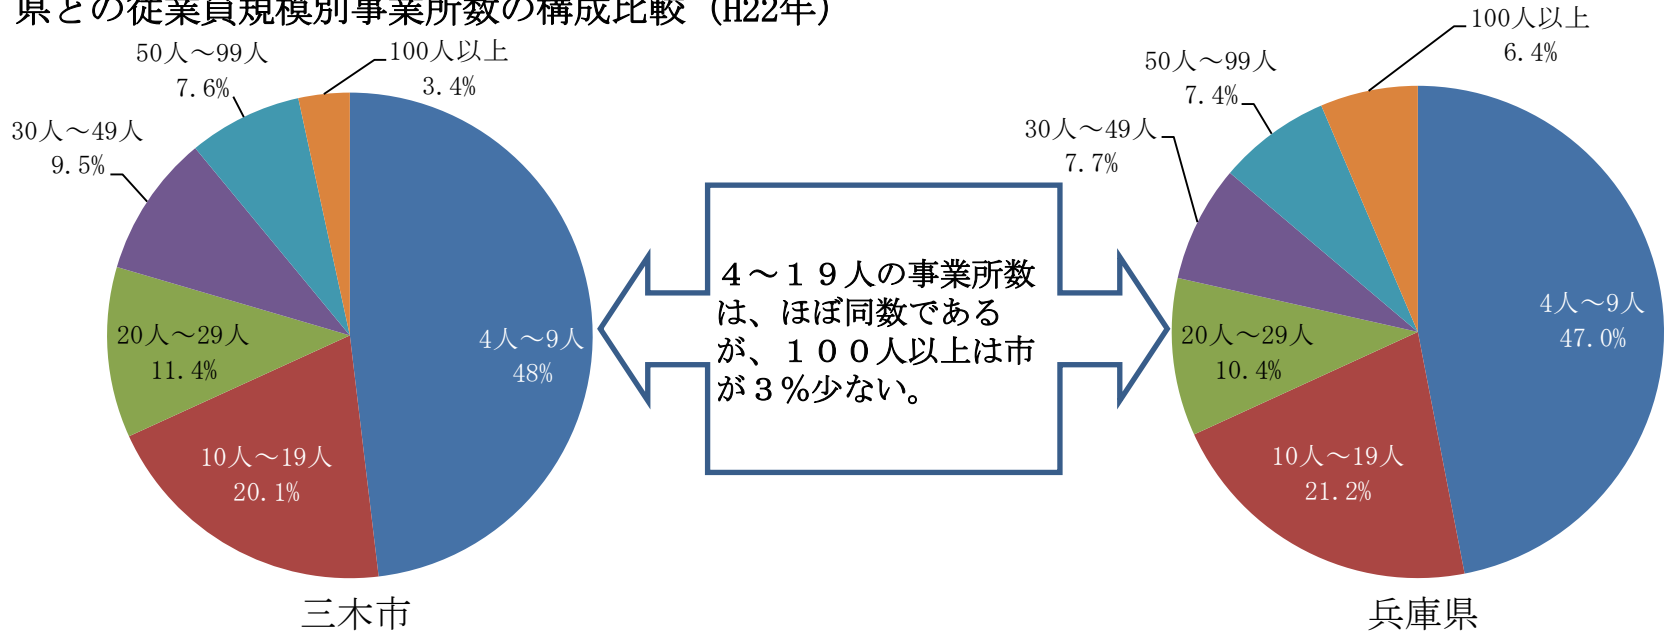 県との従業員規模別事業所数の構成比較（H22年）
50人～99人
7.6%
100人以上
3.4%
30人～49人
9.5%
20人～29人
11.4%
10人～19人
20.1%
4人～9人
48%
三木市
４～１９人の事業所数
は、ほぼ同数である
が、１００人以上は市
が３％少ない。
100人以上
6.4%
50人～99人
7.4%
30人～49人
7.7%
20人～29人
10.4%
10人～19人
21.2%
4人～9人
47.0%
兵庫県